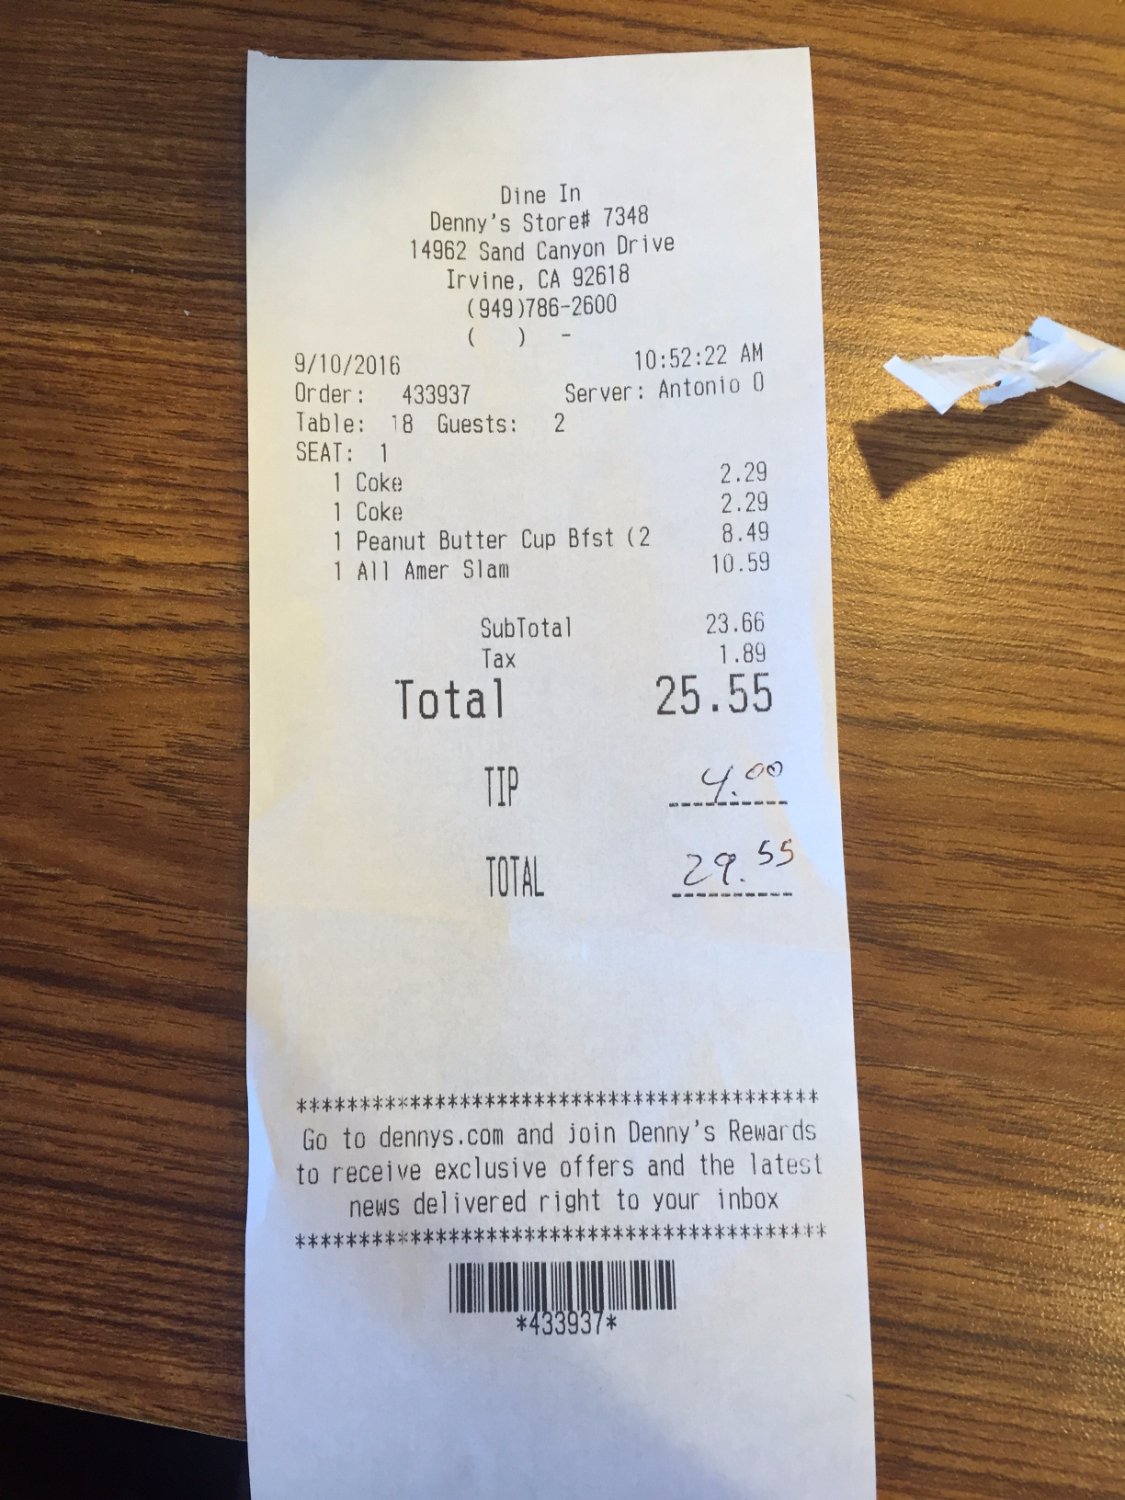 Dine In
Denny's Store# 7348
14962 Sand Canyon Drive
Irvine, CA 92618
(949)786-2600
( ) -
9/10/2016 10:52:22 AM
Order: 433937 Server: Antonio O
Table: 18 Guests: 2
SEAT: 1
1 Coke 2.29
1 Coke 2.29
1 Peanut Butter Cup Bfst (2 8.49
1 All Amer Slam 10.59
SubTotal 23.66
Tax 1.89
Total 25.55
TIP 4.00
TOTAL 29.55
******************************************
Go to dennys.com and join Denny's Rewards
to receive exclusive offers and the latest
news delivered right to your inbox
******************************************
*433937*